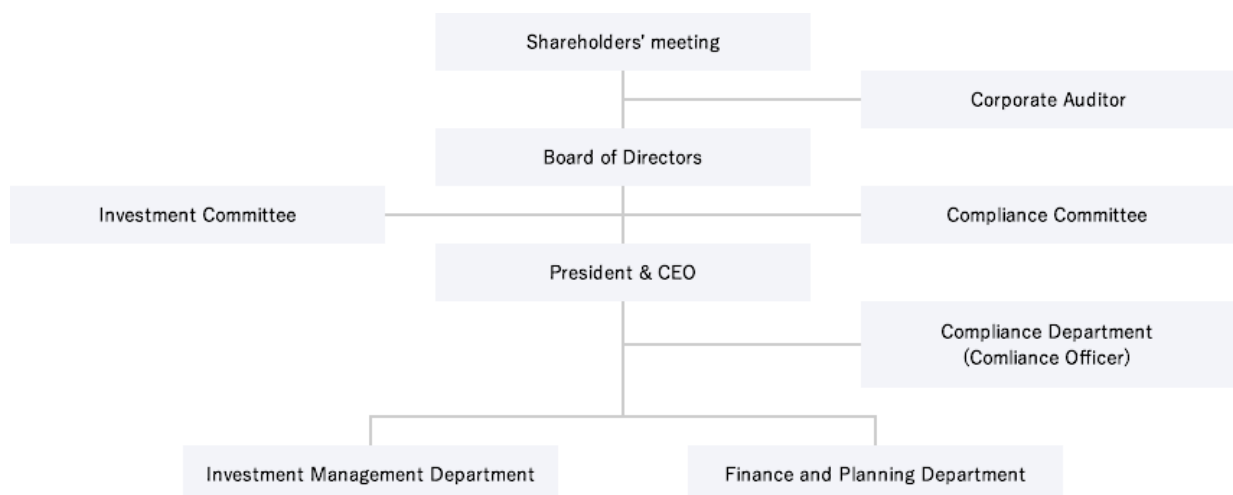 Shareholders' meeting
Corporate Auditor
Board of Directors
Investment Committee
Compliance Committee
President & CEO
Compliance Department
(Comliance Officer)
Investment Management Department
Finance and Planning Department